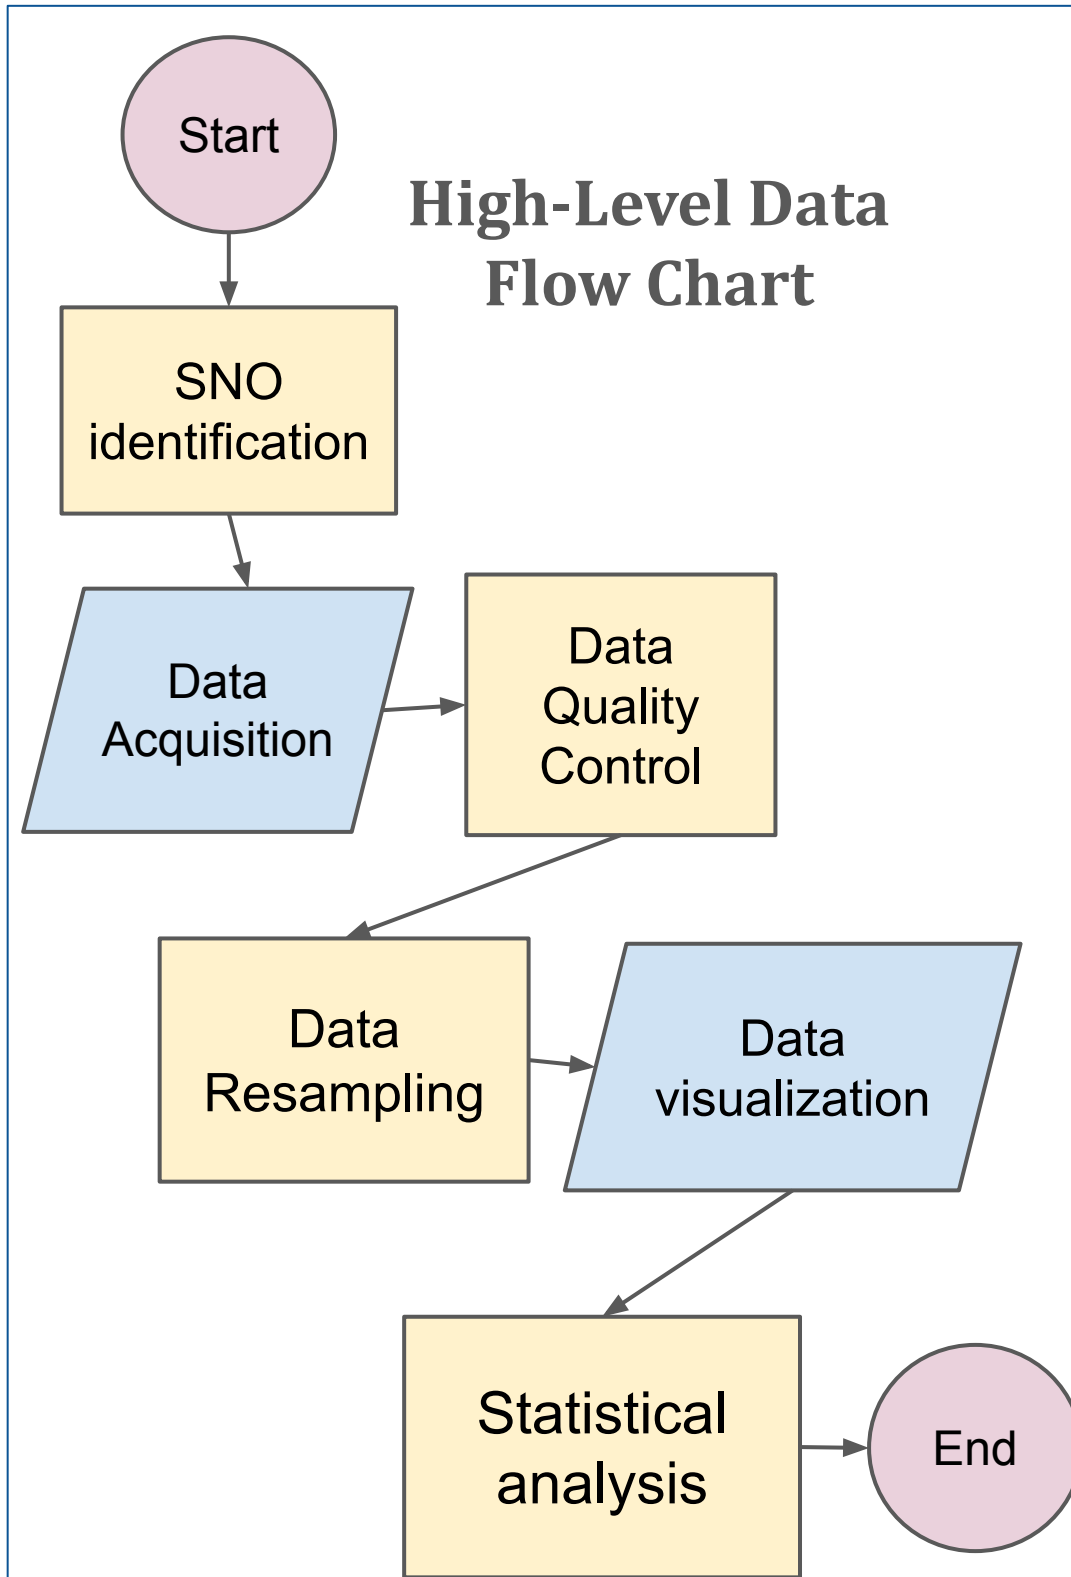 Start
High-Level Data
Flow Chart
SNO
identification
Data
Acquisition
Data
Quality
Control
Data
Resampling
Data
visualization
Statistical
analysis
End